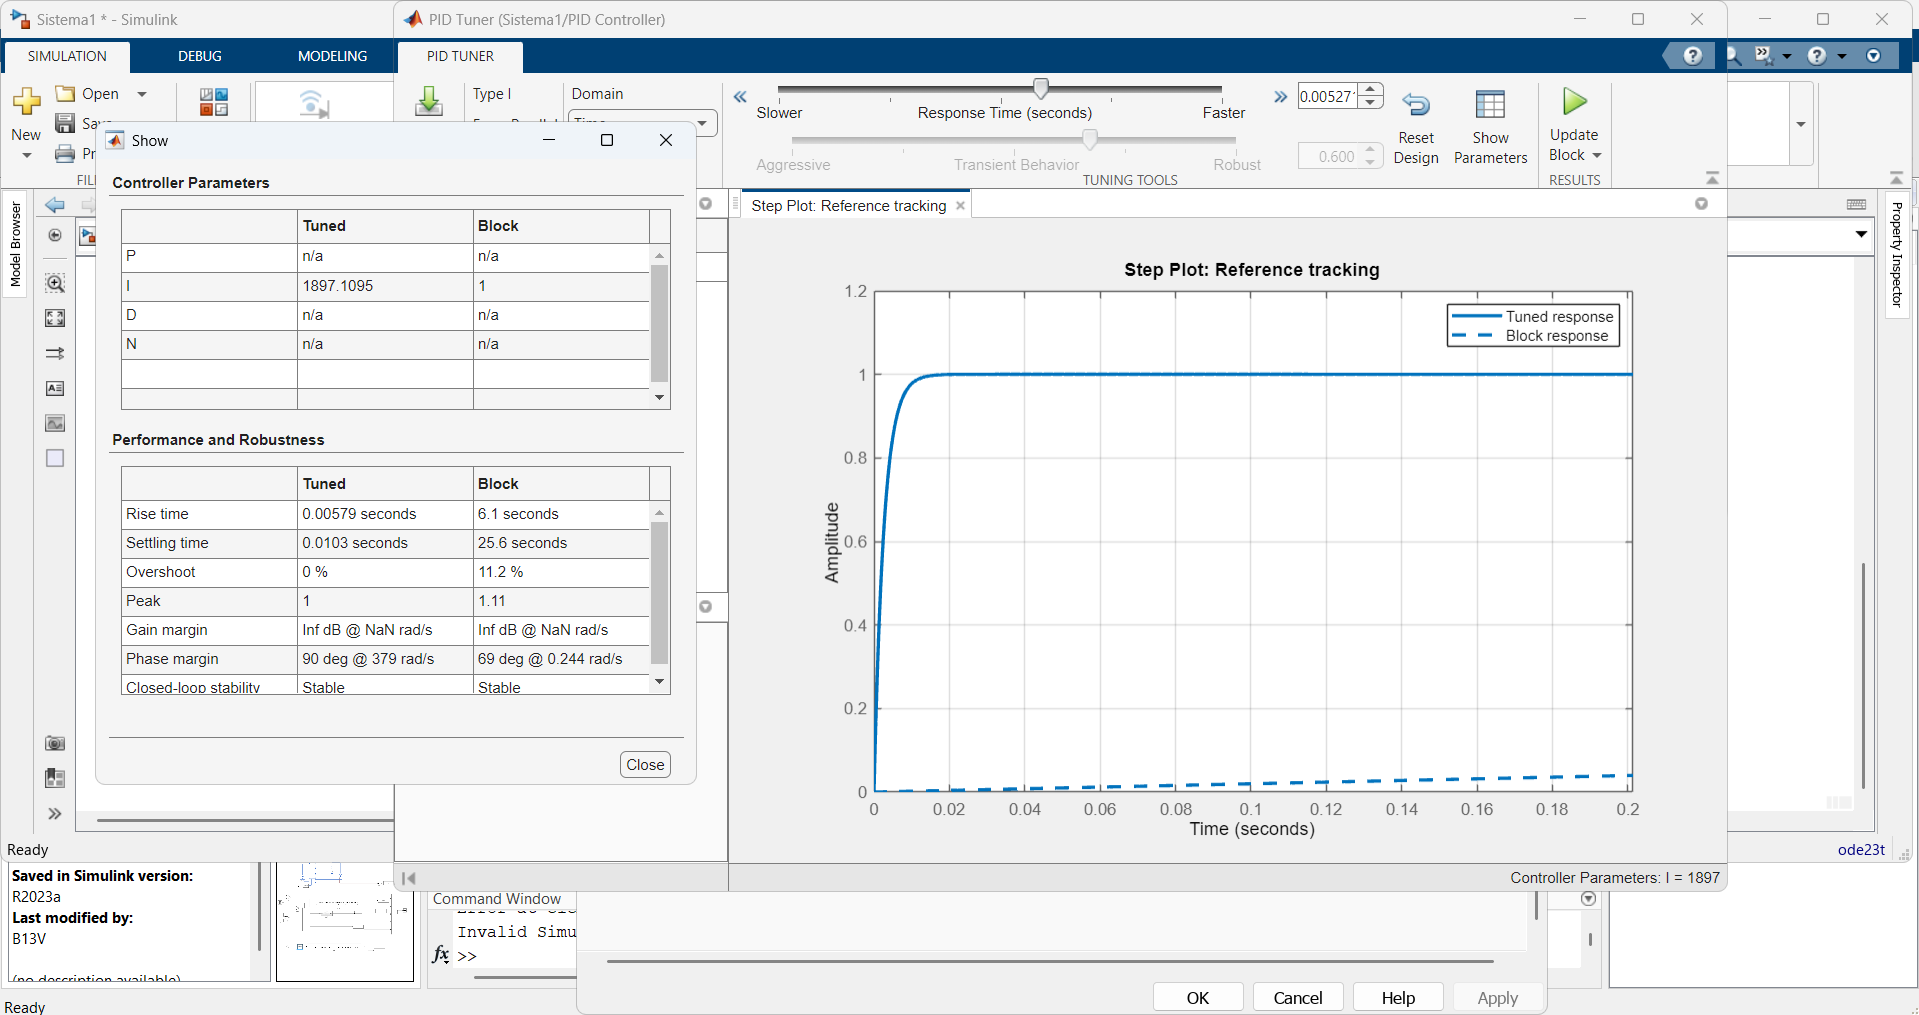 Sistema1 * - Simulink
PID Tuner (Sistema1/PID Controller)
SIMULATION
DEBUG
MODELING
PID TUNER
New
Open
Type I
Domain
Slower
Response Time (seconds)
Faster
Aggressive
Transient Behavior
Robust
0.600
TUNING TOOLS
Reset
Design
Show
Parameters
Update
Block
RESULTS
Model Browser
Property Inspector
Show
Controller Parameters
Tuned Block
P n/a n/a
I 1897.1095 1
D n/a n/a
N n/a n/a
Performance and Robustness
Tuned Block
Rise time 0.00579 seconds 6.1 seconds
Settling time 0.0103 seconds 25.6 seconds
Overshoot 0 % 11.2 %
Peak 1 1.11
Gain margin Inf dB @ NaN rad/s Inf dB @ NaN rad/s
Phase margin 90 deg @ 379 rad/s 69 deg @ 0.244 rad/s
Closed-loop stability Stable Stable
Close
Step Plot: Reference tracking
Step Plot: Reference tracking
Tuned response
Block response
Amplitude
1.2
1
0.8
0.6
0.4
0.2
0
0 0.02 0.04 0.06 0.08 0.1 0.12 0.14 0.16 0.18 0.2
Time (seconds)
Controller Parameters: I = 1897
Ready
ode23t
Saved in Simulink version:
R2023a
Last modified by:
B13V
(no description available)
Command Window
Invalid Simu
fx >>
OK Cancel Help Apply
Ready